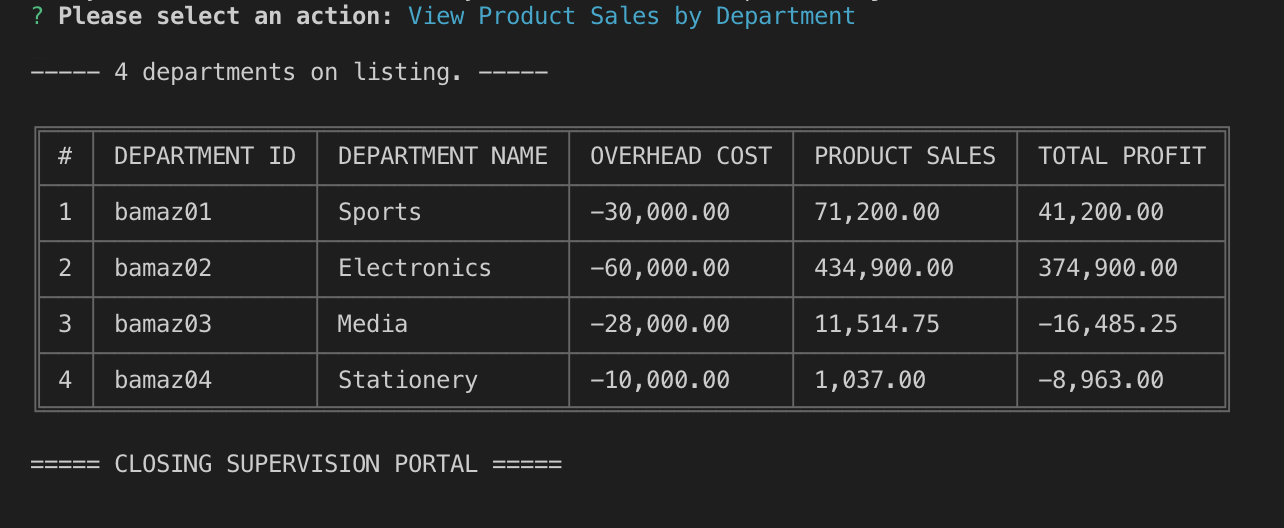 ? Please select an action: View Product Sales by Department
----- 4 departments on listing. -----
# DEPARTMENT ID DEPARTMENT NAME OVERHEAD COST PRODUCT SALES TOTAL PROFIT
1 bamaz01 Sports -30,000.00 71,200.00 41,200.00
2 bamaz02 Electronics -60,000.00 434,900.00 374,900.00
3 bamaz03 Media -28,000.00 11,514.75 -16,485.25
4 bamaz04 Stationery -10,000.00 1,037.00 -8,963.00
===== CLOSING SUPERVISION PORTAL =====